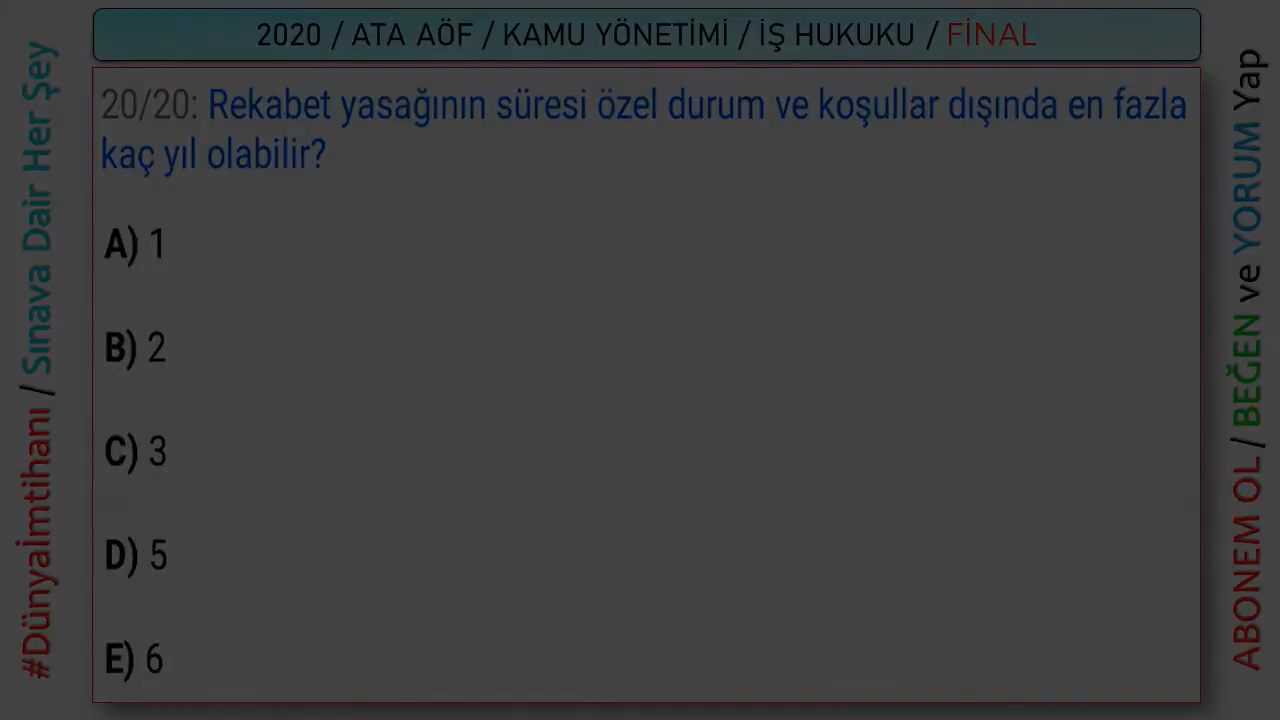 2020 / ATA AÖF / KAMU YÖNETİMİ / İŞ HUKUKU / FİNAL
20/20: Rekabet yasağının süresi özel durum ve koşullar dışında en fazla
kaç yıl olabilir?
A) 1
B) 2
C) 3
D) 5
E) 6
#Dünyaİmtihanı / Sınava Dair Her Şey
ABONEM OL / BEĞEN ve YORUM Yap